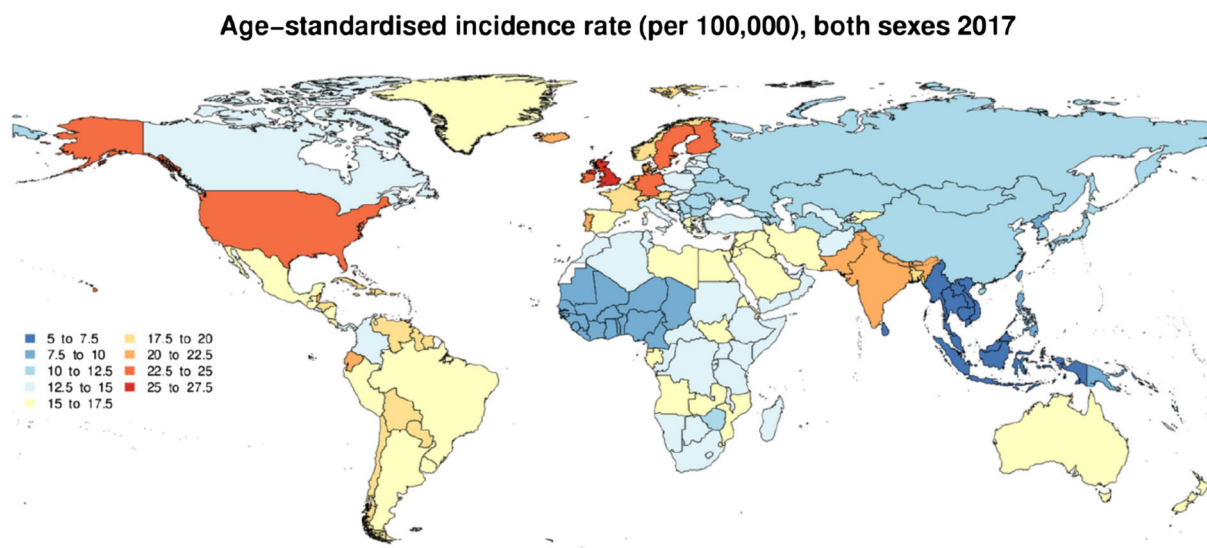 Age−standardised incidence rate (per 100,000), both sexes 2017
5 to 7.5
7.5 to 10
10 to 12.5
12.5 to 15
15 to 17.5
17.5 to 20
20 to 22.5
22.5 to 25
25 to 27.5